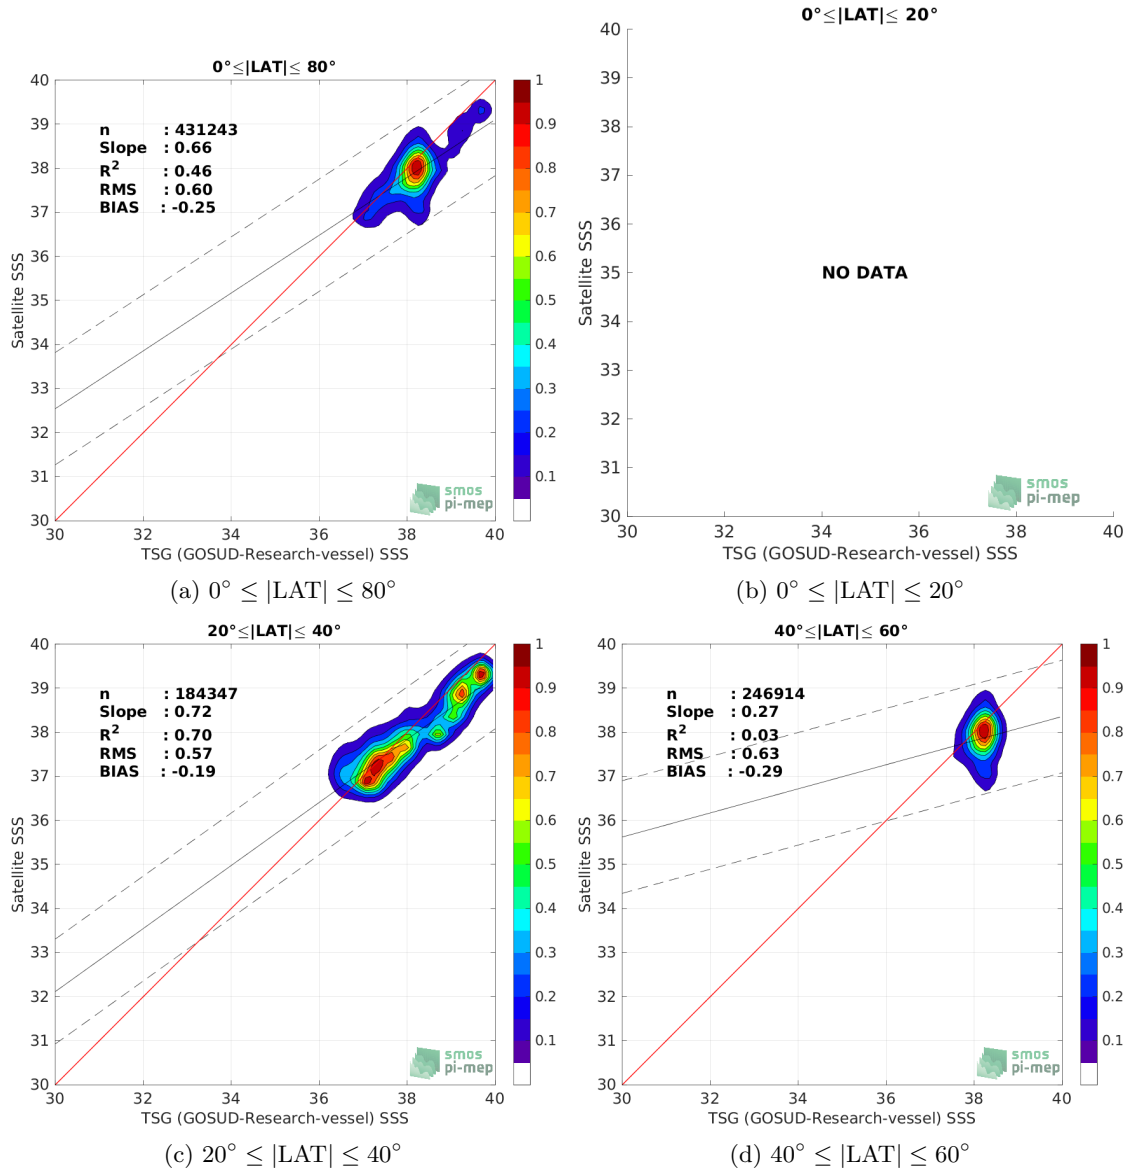 0°≤|LAT|≤ 80°
40
39
38
37
36
35
34
33
32
31
30
Satellite SSS
n : 431243
Slope : 0.66
R² : 0.46
RMS : 0.60
BIAS : -0.25
1
0.9
0.8
0.7
0.6
0.5
0.4
0.3
0.2
0.1
smos
pi-mep
30 32 34 36 38 40
TSG (GOSUD-Research-vessel) SSS
(a) 0° ≤ |LAT| ≤ 80°
0°≤|LAT|≤ 20°
40
39
38
37
36
35
34
33
32
31
30
Satellite SSS
NO DATA
smos
pi-mep
30 32 34 36 38 40
TSG (GOSUD-Research-vessel) SSS
(b) 0° ≤ |LAT| ≤ 20°
20°≤|LAT|≤ 40°
40
39
38
37
36
35
34
33
32
31
30
Satellite SSS
n : 184347
Slope : 0.72
R² : 0.70
RMS : 0.57
BIAS : -0.19
1
0.9
0.8
0.7
0.6
0.5
0.4
0.3
0.2
0.1
smos
pi-mep
30 32 34 36 38 40
TSG (GOSUD-Research-vessel) SSS
(c) 20° ≤ |LAT| ≤ 40°
40°≤|LAT|≤ 60°
40
39
38
37
36
35
34
33
32
31
30
Satellite SSS
n : 246914
Slope : 0.27
R² : 0.03
RMS : 0.63
BIAS : -0.29
1
0.9
0.8
0.7
0.6
0.5
0.4
0.3
0.2
0.1
smos
pi-mep
30 32 34 36 38 40
TSG (GOSUD-Research-vessel) SSS
(d) 40° ≤ |LAT| ≤ 60°